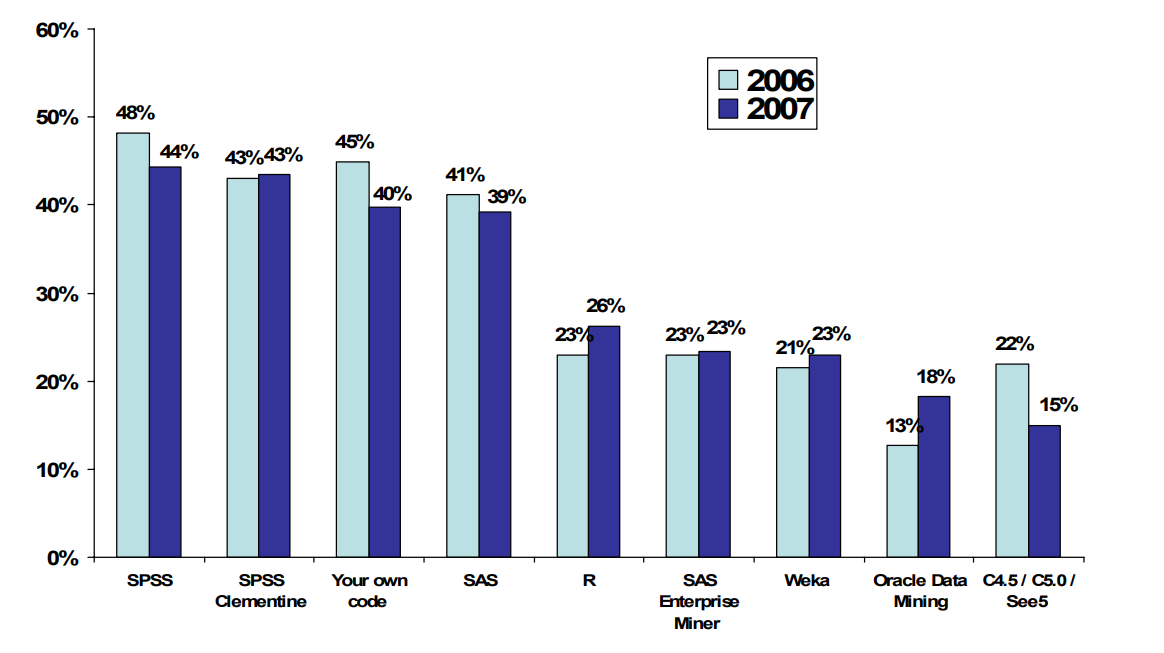 60%
50%
40%
30%
20%
10%
0%
2006
2007
48%
44%
43%
43%
45%
40%
41%
39%
23%
26%
23%
23%
21%
23%
13%
18%
22%
15%
SPSS
SPSS
Clementine
Your own
code
SAS
R
SAS
Enterprise
Miner
Weka
Oracle Data
Mining
C4.5 / C5.0 /
See5